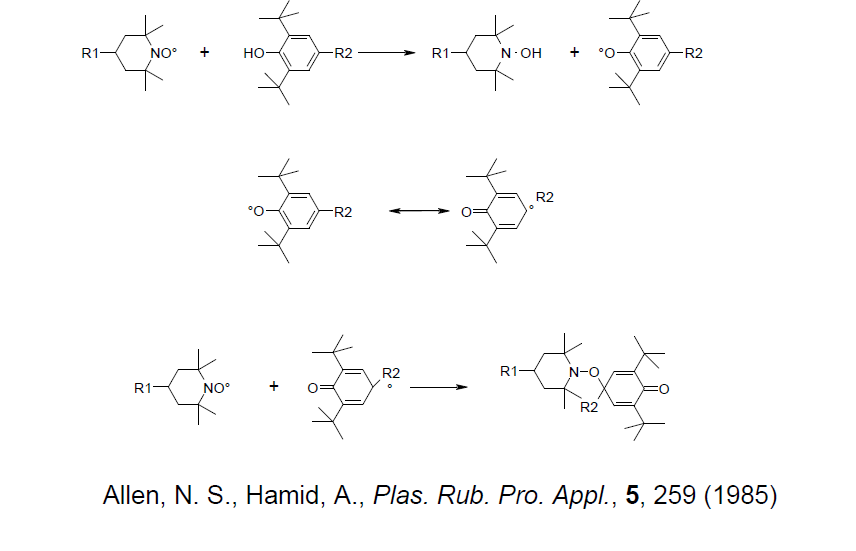 R1 NO° + HO R2 R1 N·OH + °O R2
°O R2 O ° R2
R1 NO° + O R2 ° R1 N O O R2
Allen, N. S., Hamid, A., Plas. Rub. Pro. Appl., 5, 259 (1985)